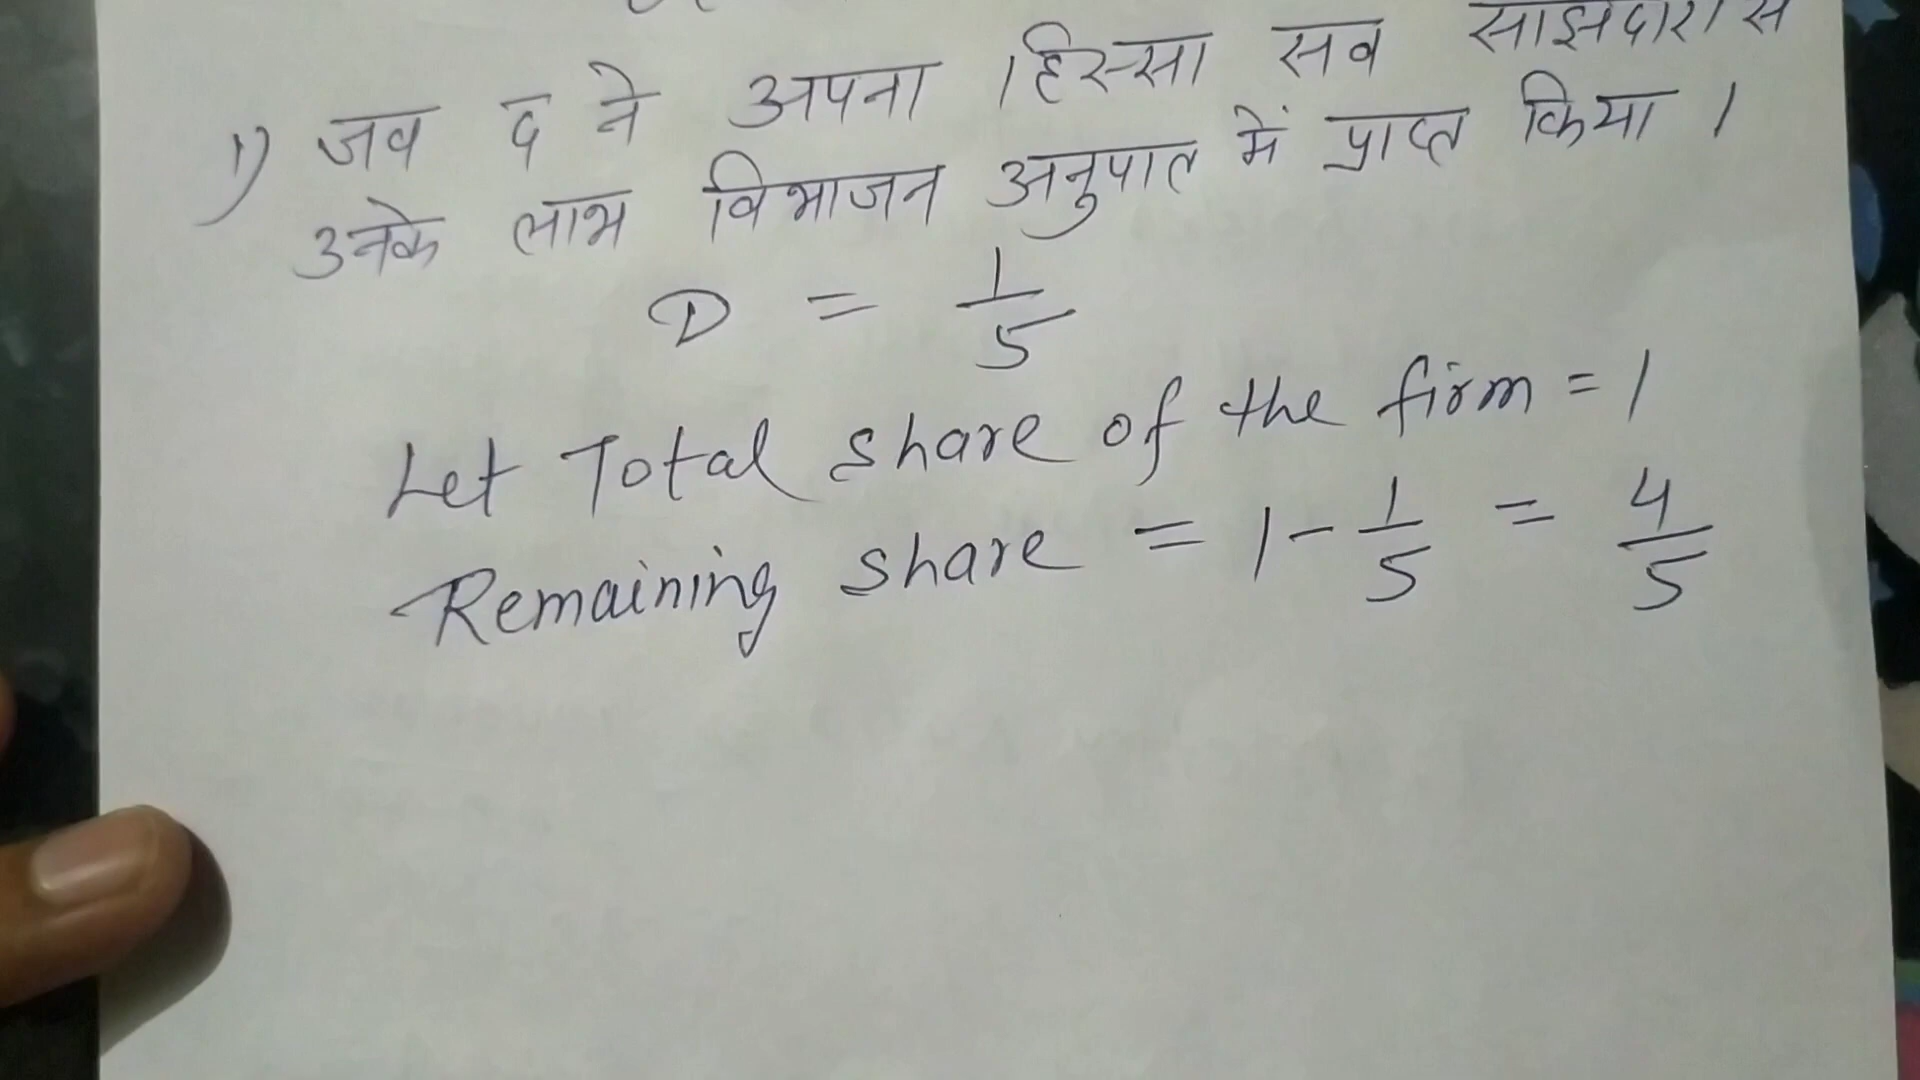 1) जब द ने अपना हिस्सा सब साझेदारों से
उनके लाभ विभाजन अनुपात में प्राप्त किया ।
D = 1/5
Let Total share of the firm = 1
Remaining share = 1 - 1/5 = 4/5